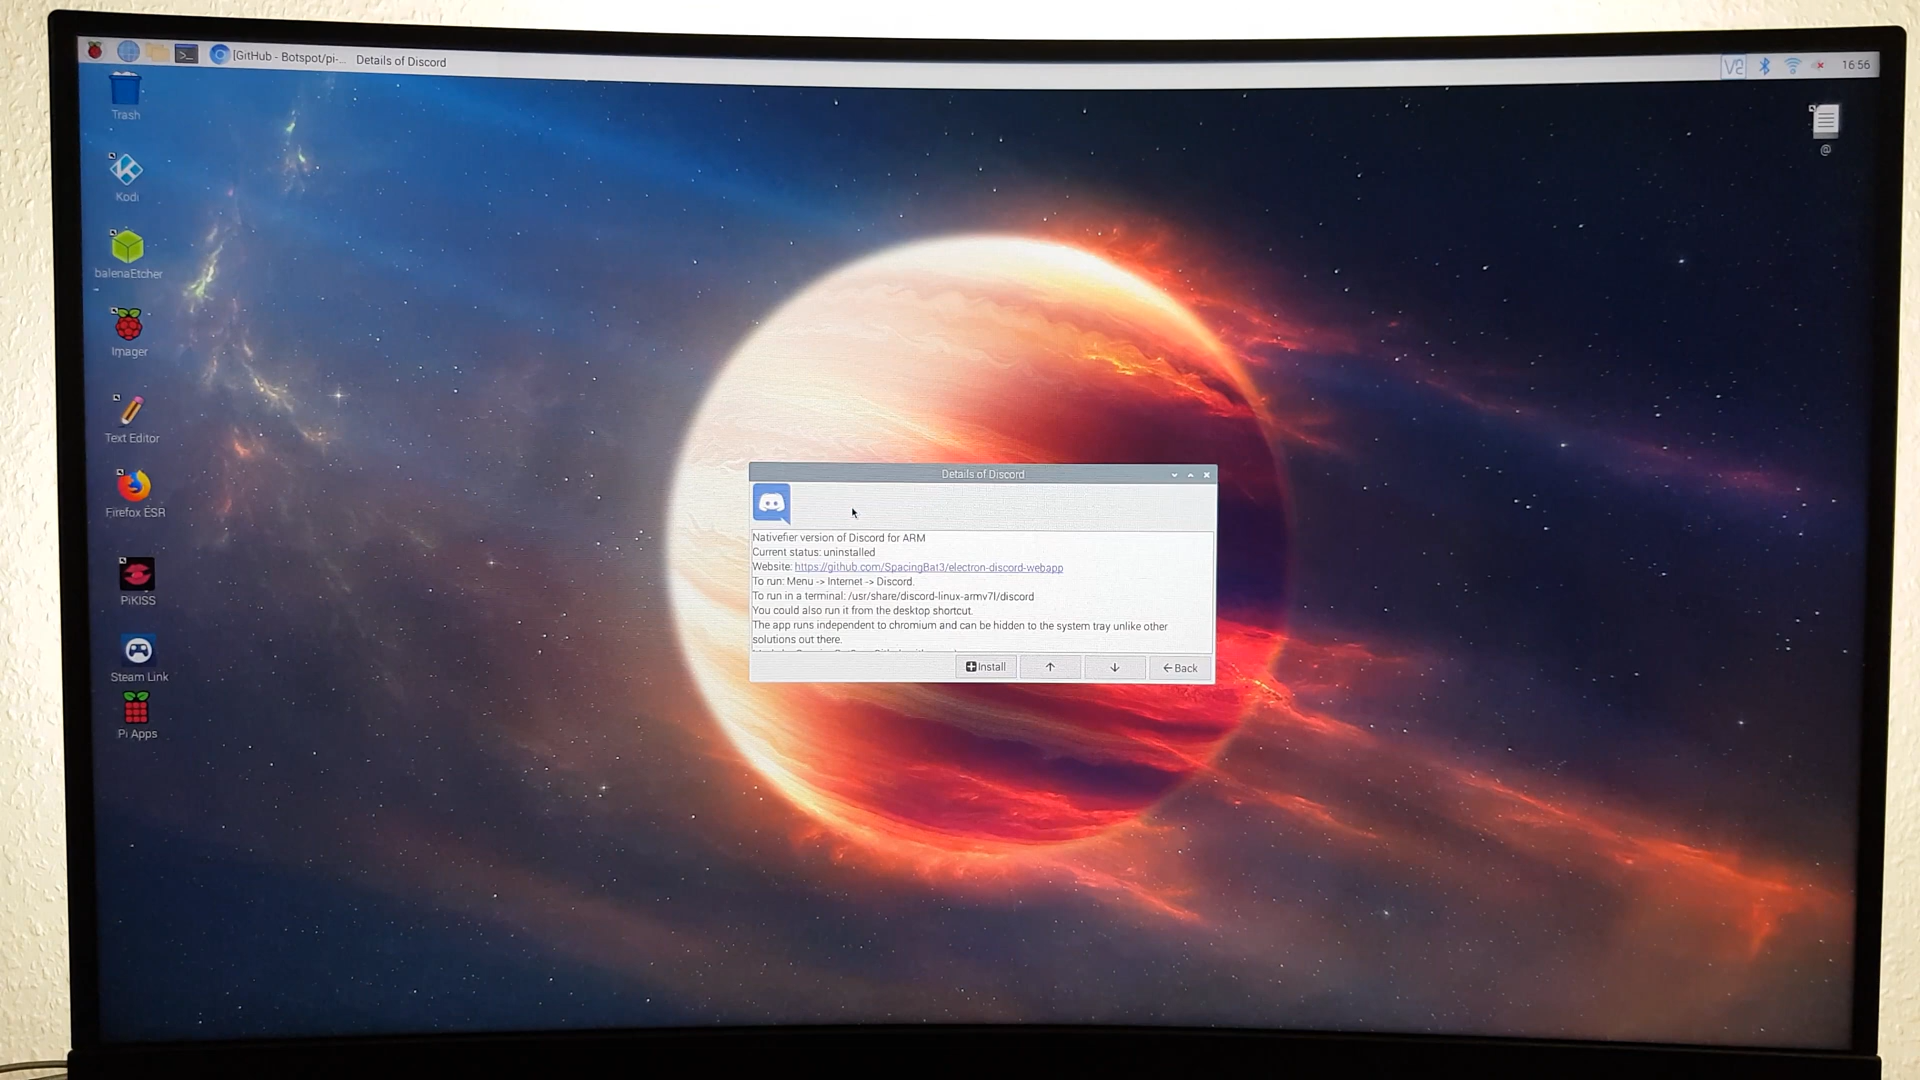 [GitHub - Botspot/pi-... Details of Discord
V2 16:56
Trash
Kodi
balenaEtcher
Imager
Text Editor
Firefox ESR
PiKISS
Steam Link
Pi Apps
@
Details of Discord
Nativefier version of Discord for ARM
Current status: uninstalled
Website: https://github.com/SpacingBat3/electron-discord-webapp
To run: Menu -> Internet -> Discord.
To run in a terminal: /usr/share/discord-linux-armv7l/discord
You could also run it from the desktop shortcut.
The app runs independent to chromium and can be hidden to the system tray unlike other
solutions out there.
Install ↑ ↓ ←Back